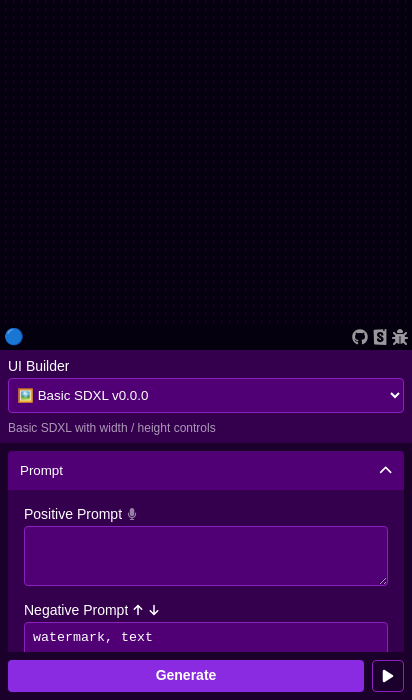 UI Builder
Basic SDXL v0.0.0
Basic SDXL with width / height controls
Prompt
Positive Prompt
Negative Prompt
watermark, text
Generate